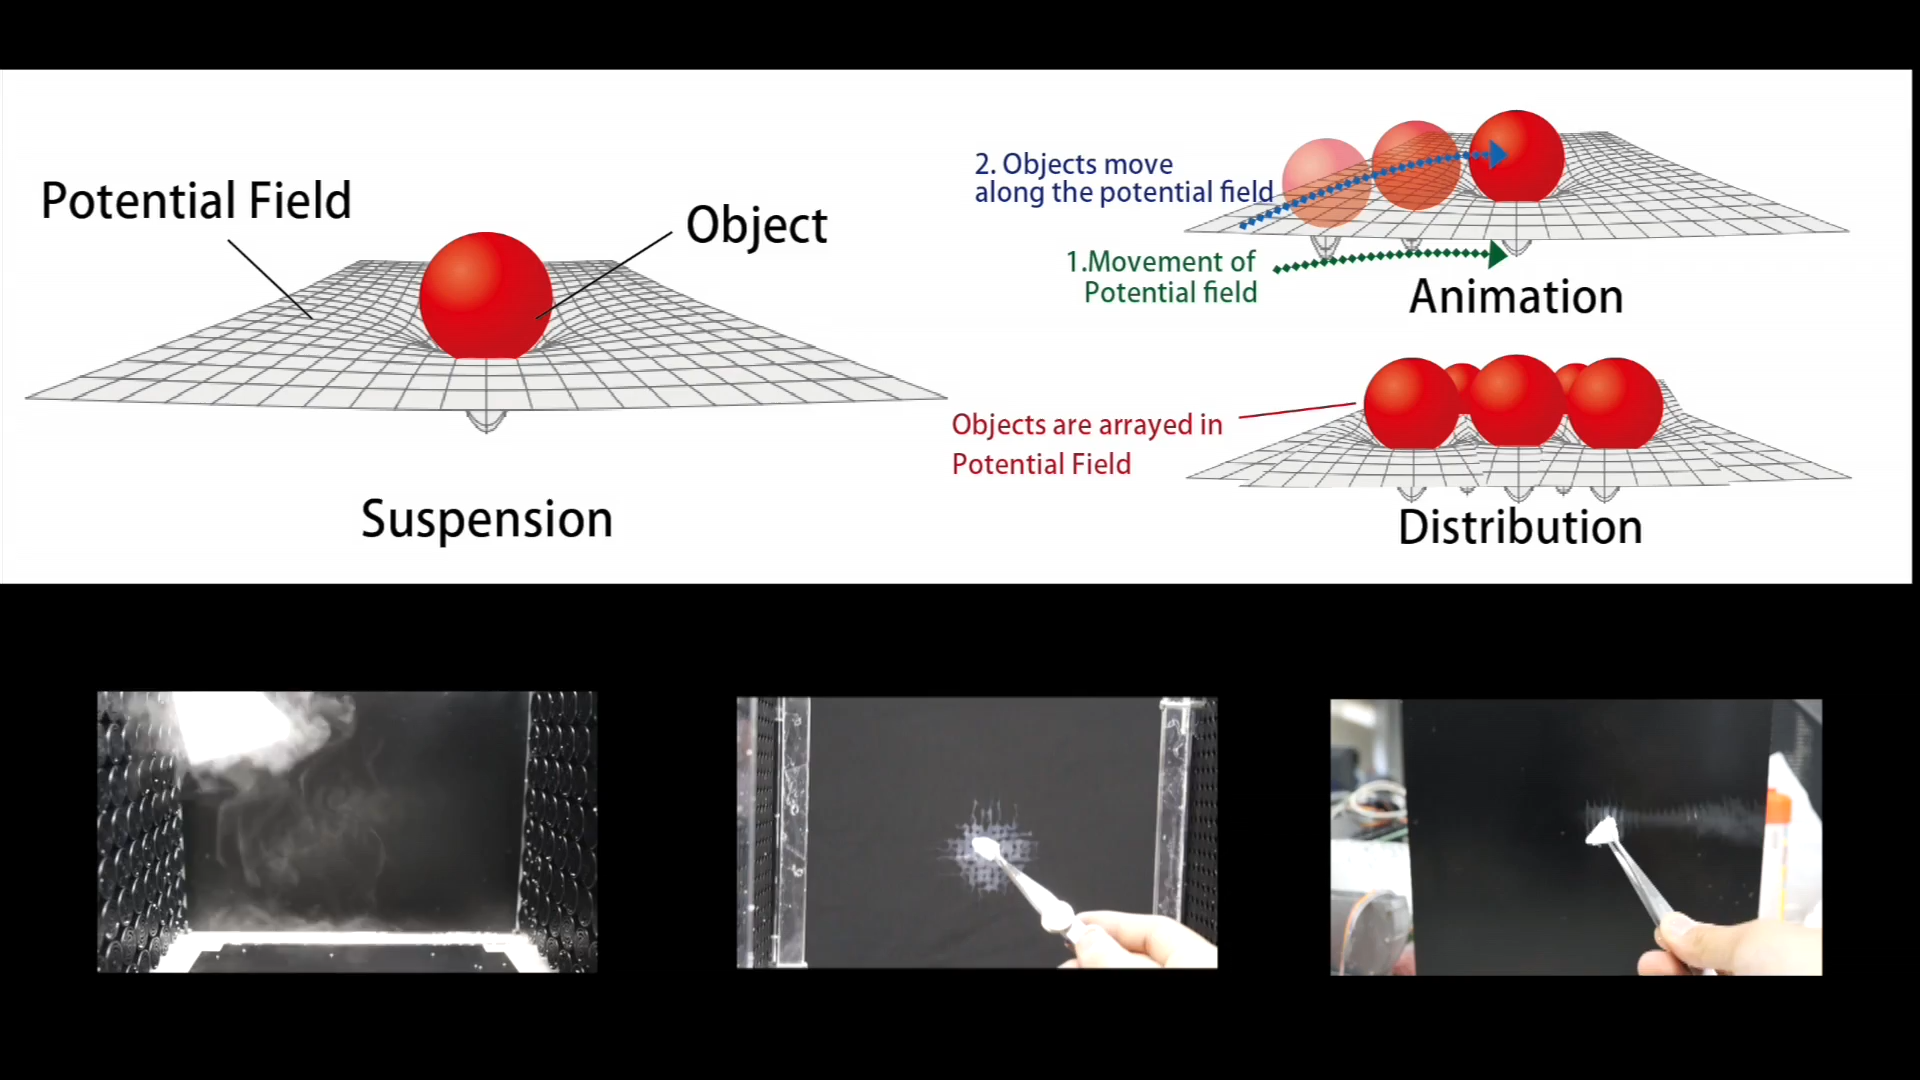 Potential Field
Object
Suspension
2. Objects move
along the potential field
1.Movement of
Potential field
Animation
Objects are arrayed in
Potential Field
Distribution